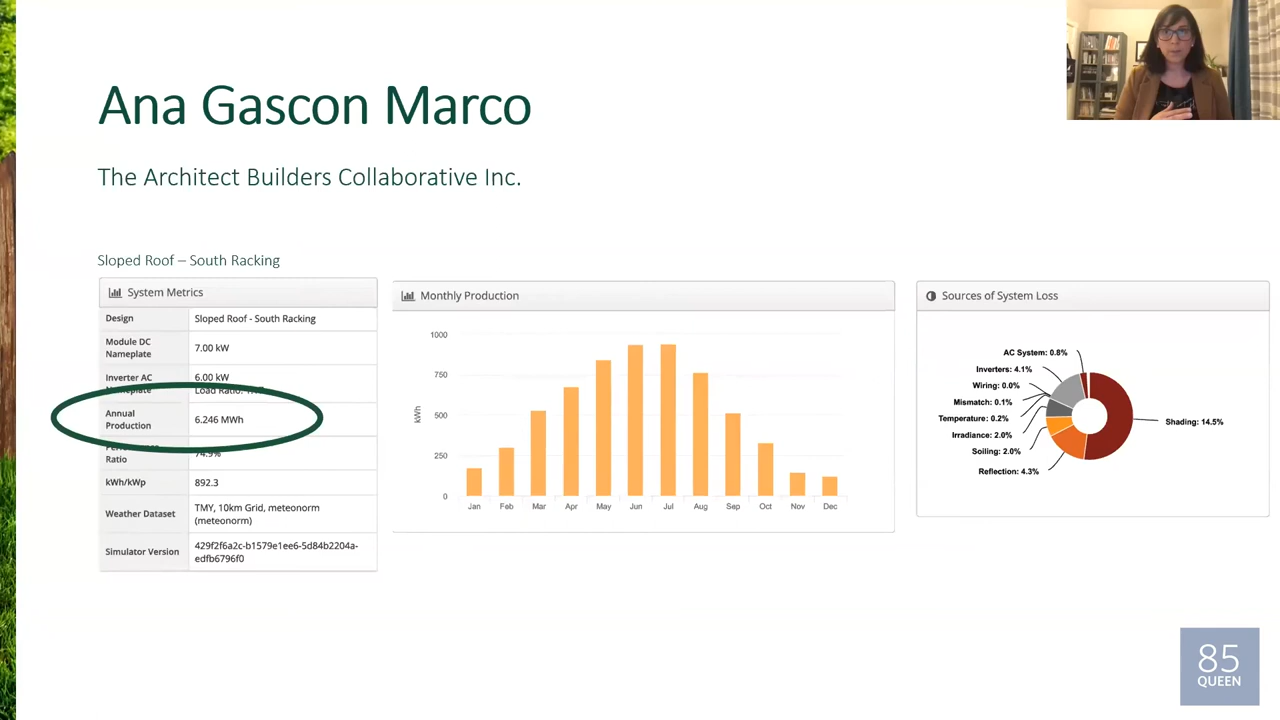 Ana Gascon Marco
The Architect Builders Collaborative Inc.
Sloped Roof – South Racking
System Metrics
Design Sloped Roof - South Racking
Module DC
Nameplate
7.00 kW
Inverter AC
Nameplate
6.00 kW
Load Ratio:
Annual
Production
6.246 MWh
Performance
Ratio
74.9%
kWh/kWp 892.3
Weather Dataset
TMY, 10km Grid, meteonorm
(meteonorm)
Simulator Version
429f2f6a2c-b1579e1ee6-5d84b2204a-
edfb6796f0
Monthly Production
1000
750
500
250
0
kWh
Jan Feb Mar Apr May Jun Jul Aug Sep Oct Nov Dec
Sources of System Loss
AC System: 0.8%
Inverters: 4.1%
Wiring: 0.0%
Mismatch: 0.1%
Temperature: 0.2%
Irradiance: 2.0%
Soiling: 2.0%
Reflection: 4.3%
Shading: 14.5%
85
QUEEN